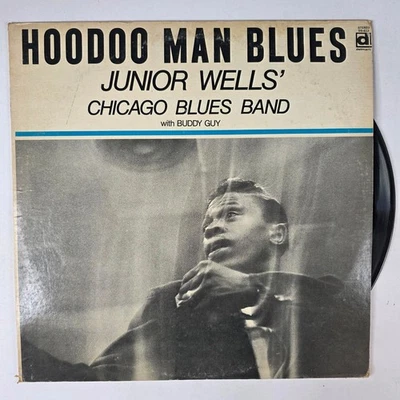 HOODOO MAN BLUES
JUNIOR WELLS'
CHICAGO BLUES BAND
with BUDDY GUY